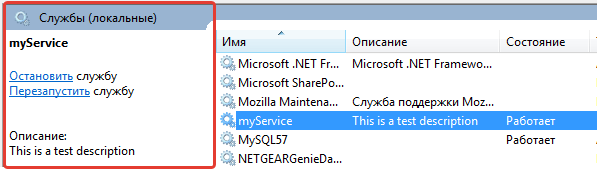 Службы (локальные)
myService
Остановить службу
Перезапустить службу
Описание:
This is a test description
Имя Описание Состояние
Microsoft .NET Fr... Microsoft .NET Framewo...
Microsoft SharePo...
Mozilla Maintena... Служба поддержки Moz...
myService This is a test description Работает
MySQL57 Работает
NETGEARGenieDa...